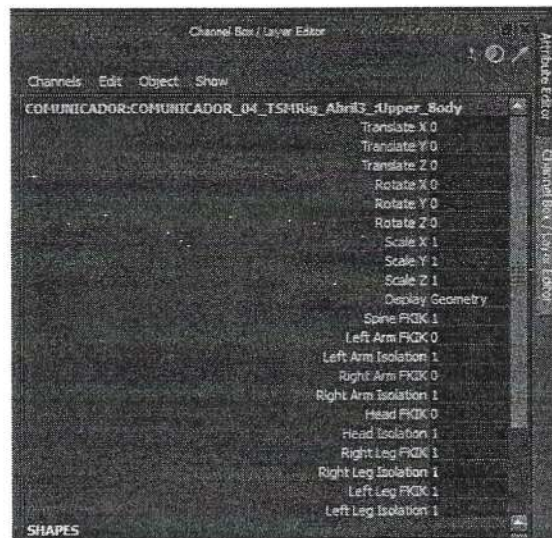 Channel Box / Layer Editor
Channels Edit Object Show
COMUNICADOR:COMUNICADOR_04_TSMRig_Abril3_:Upper_Body
Translate X 0
Translate Y 0
Translate Z 0
Rotate X 0
Rotate Y 0
Rotate Z 0
Scale X 1
Scale Y 1
Scale Z 1
Display Geometry
Spine FKIK 1
Left Arm FKIK 0
Left Arm Isolation 1
Right Arm FKIK 0
Right Arm Isolation 1
Head FKIK 0
Head Isolation 1
Right Leg FKIK 1
Right Leg Isolation 1
Left Leg FKIK 1
Left Leg Isolation 1
SHAPES
Attribute Editor
Channel Box / Layer Editor